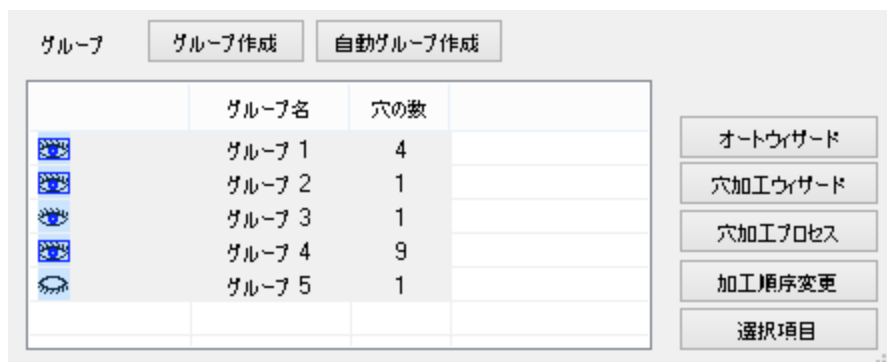 グループ グループ作成 自動グループ作成
グループ名 穴の数
グループ 1 4
グループ 2 1
グループ 3 1
グループ 4 9
グループ 5 1
オートウィザード
穴加工ウィザード
穴加工プロセス
加工順序変更
選択項目